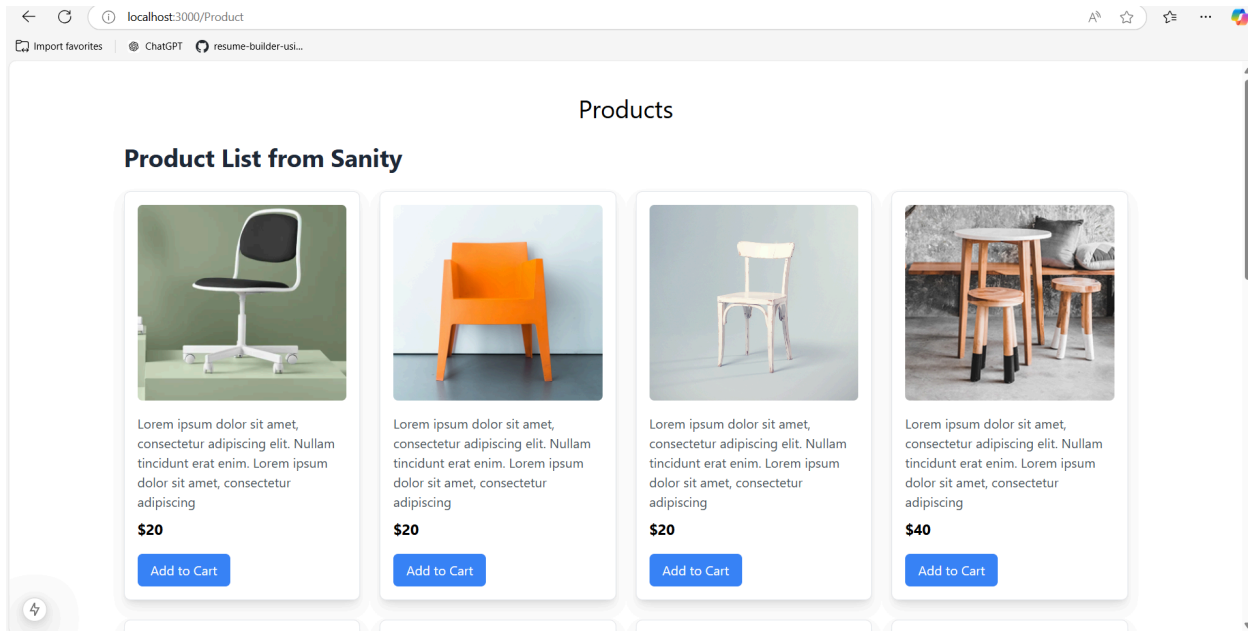 localhost:3000/Product
Import favorites
ChatGPT
resume-builder-usi...
Products
Product List from Sanity
Lorem ipsum dolor sit amet,
consectetur adipiscing elit. Nullam
tincidunt erat enim. Lorem ipsum
dolor sit amet, consectetur
adipiscing
$20
Add to Cart
Lorem ipsum dolor sit amet,
consectetur adipiscing elit. Nullam
tincidunt erat enim. Lorem ipsum
dolor sit amet, consectetur
adipiscing
$20
Add to Cart
Lorem ipsum dolor sit amet,
consectetur adipiscing elit. Nullam
tincidunt erat enim. Lorem ipsum
dolor sit amet, consectetur
adipiscing
$20
Add to Cart
Lorem ipsum dolor sit amet,
consectetur adipiscing elit. Nullam
tincidunt erat enim. Lorem ipsum
dolor sit amet, consectetur
adipiscing
$40
Add to Cart